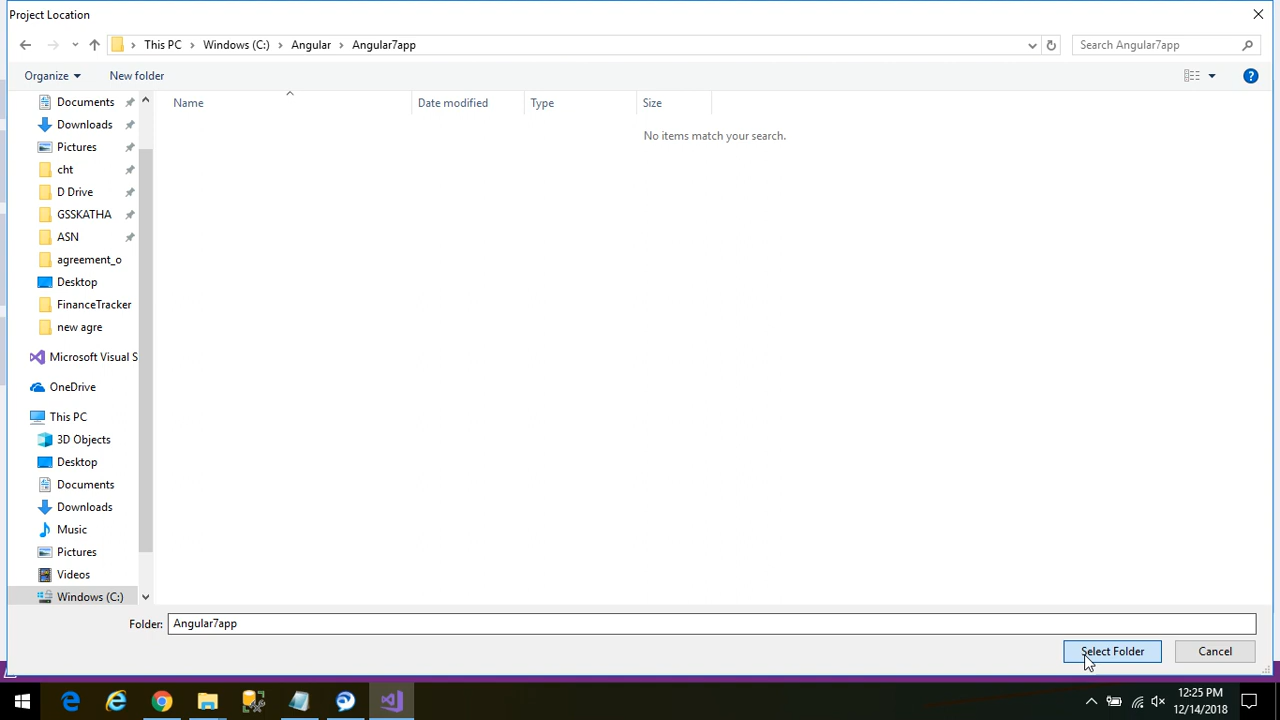 Project Location
This PC
Windows (C:)
Angular
Angular7app
Search Angular7app
Organize
New folder
Name
Date modified
Type
Size
No items match your search.
Documents
Downloads
Pictures
cht
D Drive
GSSKATHA
ASN
agreement_o
Desktop
FinanceTracker
new agre
Microsoft Visual S
OneDrive
This PC
3D Objects
Desktop
Documents
Downloads
Music
Pictures
Videos
Windows (C:)
Folder: Angular7app
Select Folder
Cancel
12:25 PM
12/14/2018